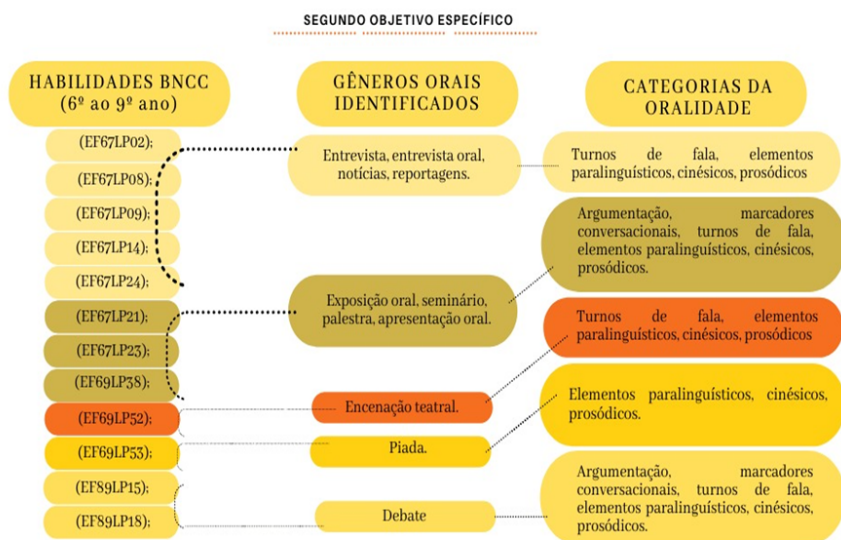 SEGUNDO OBJETIVO ESPECÍFICO
HABILIDADES BNCC
(6º ao 9º ano)
(EF67LP02);
(EF67LP08);
(EF67LP09);
(EF67LP14);
(EF67LP24);
(EF67LP21);
(EF67LP23);
(EF69LP38);
(EF69LP52);
(EF69LP53);
(EF89LP15);
(EF89LP18);
GÊNEROS ORAIS
IDENTIFICADOS
Entrevista, entrevista oral,
notícias, reportagens.
Exposição oral, seminário,
palestra, apresentação oral.
Encenação teatral.
Piada.
Debate
CATEGORIAS DA
ORALIDADE
Turnos de fala, elementos
paralinguísticos, cinésicos, prosódicos
Argumentação, marcadores
conversacionais, turnos de fala,
elementos paralinguísticos, cinésicos,
prosódicos.
Turnos de fala, elementos
paralinguísticos, cinésicos, prosódicos
Elementos paralinguísticos, cinésicos,
prosódicos.
Argumentação, marcadores
conversacionais, turnos de fala,
elementos paralinguísticos, cinésicos,
prosódicos.